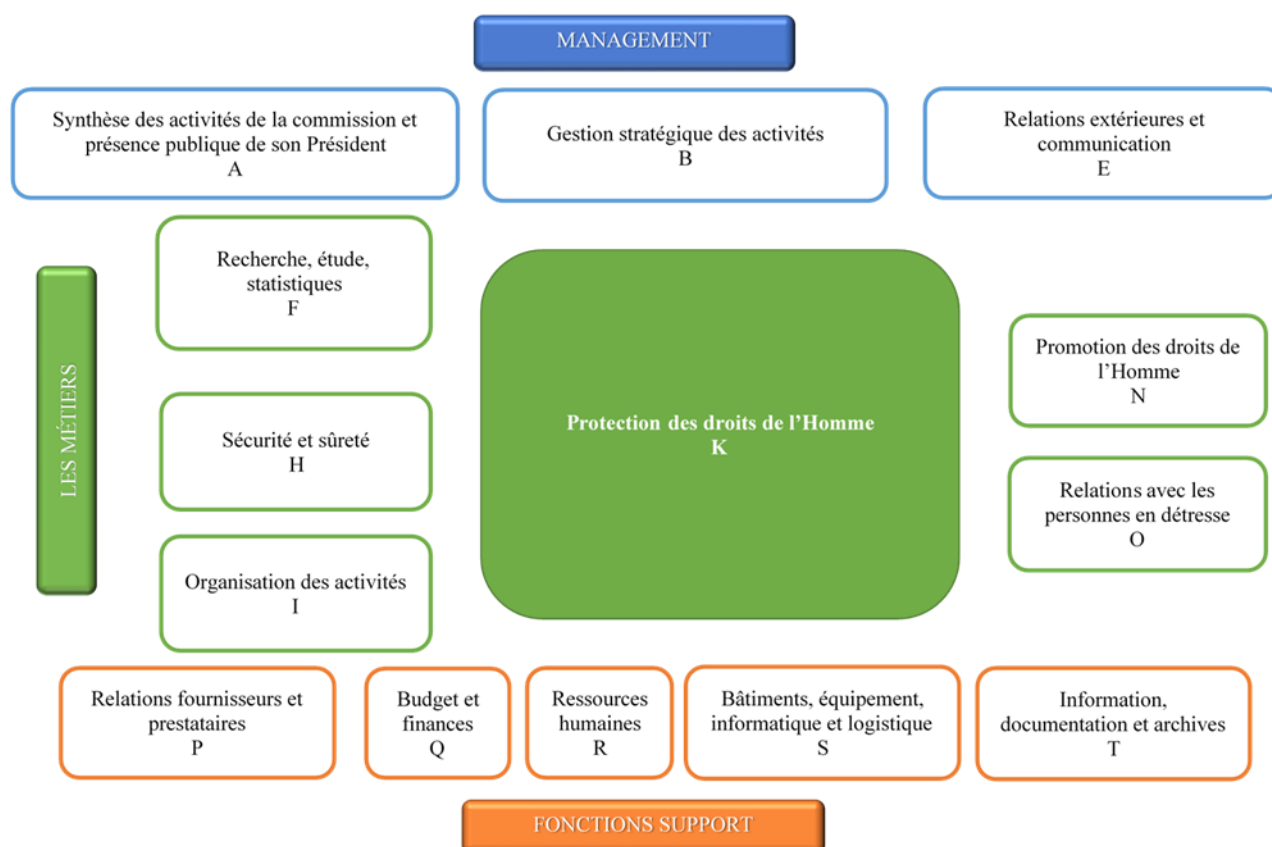 MANAGEMENT
Synthèse des activités de la commission et
présence publique de son Président
A
Gestion stratégique des activités
B
Relations extérieures et
communication
E
LES MÉTIERS
Recherche, étude,
statistiques
F
Sécurité et sûreté
H
Organisation des activités
I
Protection des droits de l’Homme
K
Promotion des droits de
l’Homme
N
Relations avec les
personnes en détresse
O
Relations fournisseurs et
prestataires
P
Budget et
finances
Q
Ressources
humaines
R
Bâtiments, équipement,
informatique et logistique
S
Information,
documentation et archives
T
FONCTIONS SUPPORT